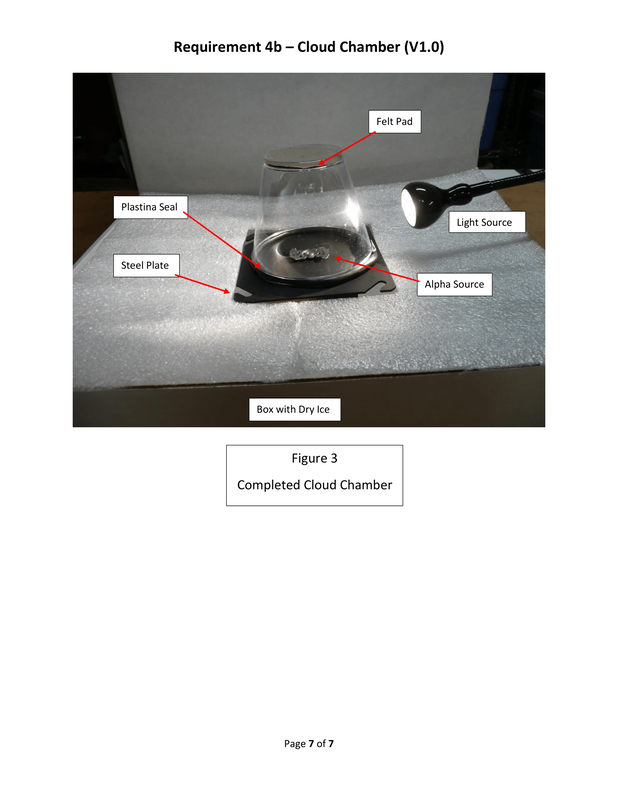 Requirement 4b – Cloud Chamber (V1.0)
Felt Pad
Plastina Seal
Light Source
Steel Plate
Alpha Source
Box with Dry Ice
Figure 3
Completed Cloud Chamber
Page 7 of 7